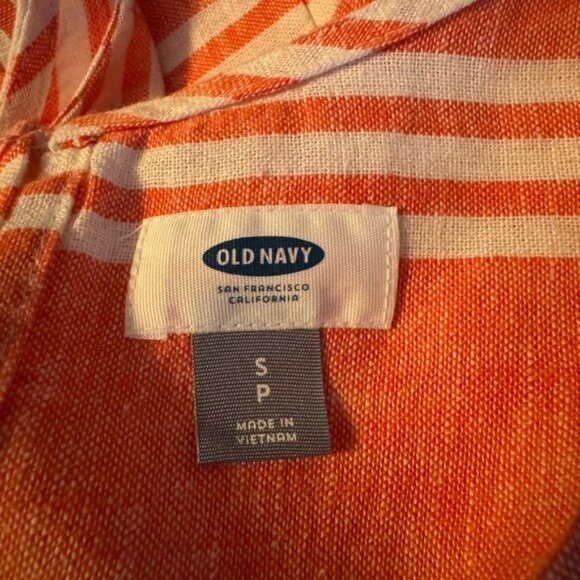 OLD NAVY
SAN FRANCISCO
CALIFORNIA
S
P
MADE IN
VIETNAM